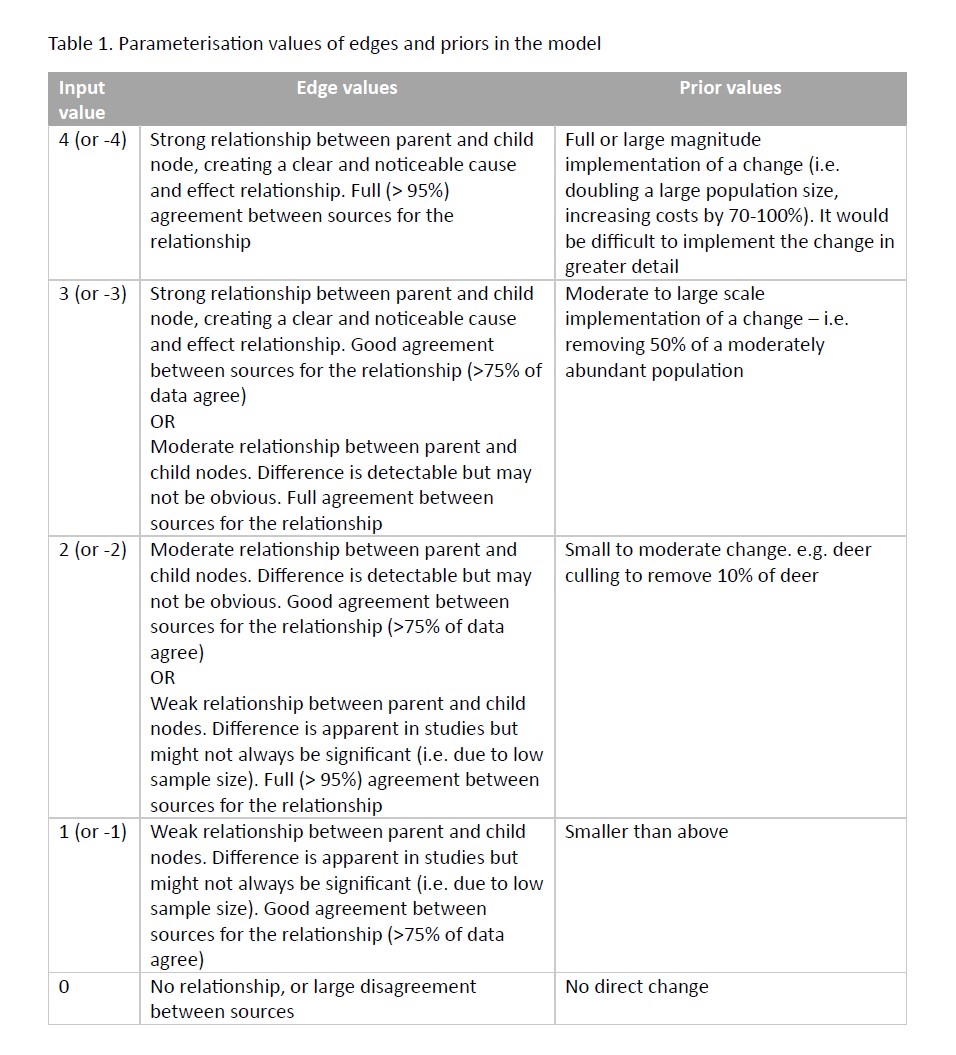 Table 1. Parameterisation values of edges and priors in the model
Input value
Edge values
Prior values
4 (or -4)
Strong relationship between parent and child
node, creating a clear and noticeable cause
and effect relationship. Full (> 95%)
agreement between sources for the
relationship
Full or large magnitude
implementation of a change (i.e.
doubling a large population size,
increasing costs by 70-100%). It would
be difficult to implement the change in
greater detail
3 (or -3)
Strong relationship between parent and child
node, creating a clear and noticeable cause
and effect relationship. Good agreement
between sources for the relationship (>75% of
data agree)
OR
Moderate relationship between parent and
child nodes. Difference is detectable but may
not be obvious. Full agreement between
sources for the relationship
Moderate to large scale
implementation of a change – i.e.
removing 50% of a moderately
abundant population
2 (or -2)
Moderate relationship between parent and
child nodes. Difference is detectable but may
not be obvious. Good agreement between
sources for the relationship (>75% of data
agree)
OR
Weak relationship between parent and child
nodes. Difference is apparent in studies but
might not always be significant (i.e. due to low
sample size). Full (> 95%) agreement between
sources for the relationship
Small to moderate change. e.g. deer
culling to remove 10% of deer
1 (or -1)
Weak relationship between parent and child
nodes. Difference is apparent in studies but
might not always be significant (i.e. due to low
sample size). Good agreement between
sources for the relationship (>75% of data
agree)
Smaller than above
0
No relationship, or large disagreement
between sources
No direct change